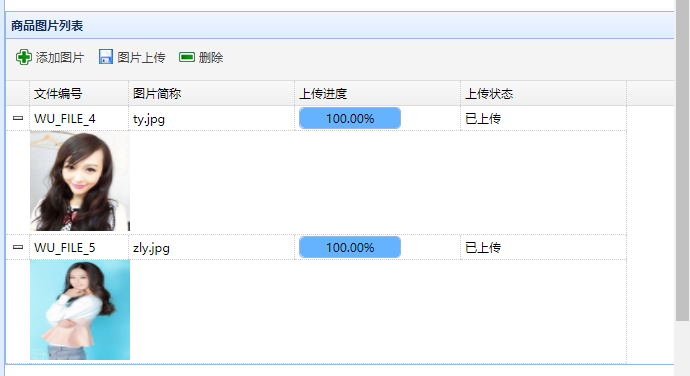 商品图片列表
添加图片 图片上传 删除
文件编号 图片简称 上传进度 上传状态
WU_FILE_4 ty.jpg 100.00% 已上传
WU_FILE_5 zly.jpg 100.00% 已上传